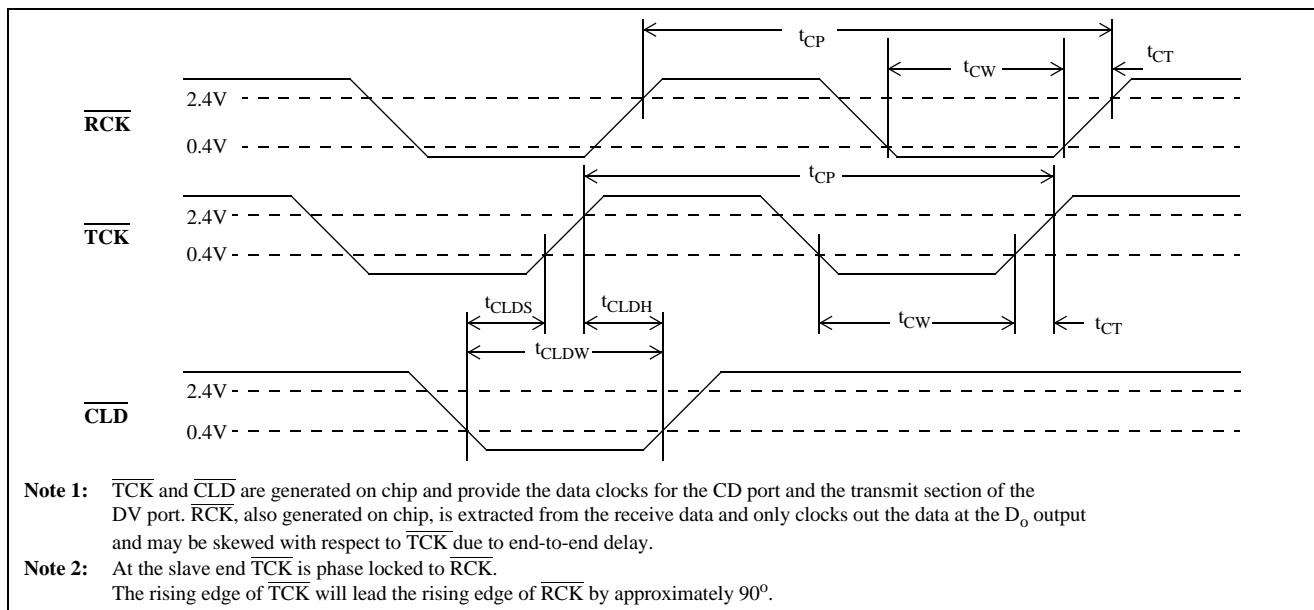 tCP
tCW
tCT
2.4V
RCK
0.4V
tCP
2.4V
TCK
0.4V
tCLDS
tCLDH
tCW
tCT
tCLDW
2.4V
CLD
0.4V
Note 1: TCK and CLD are generated on chip and provide the data clocks for the CD port and the transmit section of the
DV port. RCK, also generated on chip, is extracted from the receive data and only clocks out the data at the Do output
and may be skewed with respect to TCK due to end-to-end delay.
Note 2: At the slave end TCK is phase locked to RCK.
The rising edge of TCK will lead the rising edge of RCK by approximately 90o.